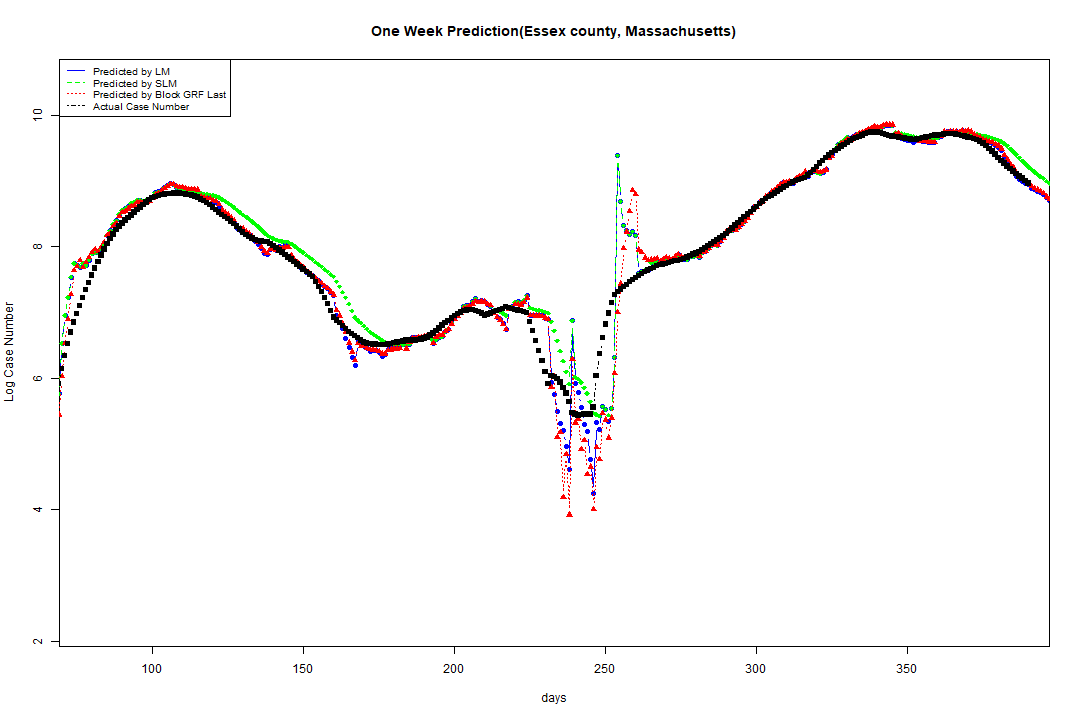 One Week Prediction(Essex county, Massachusetts)
Predicted by LM
Predicted by SLM
Predicted by Block GRF Last
Actual Case Number
10
8
6
4
2
Log Case Number
100 150 200 250 300 350
days